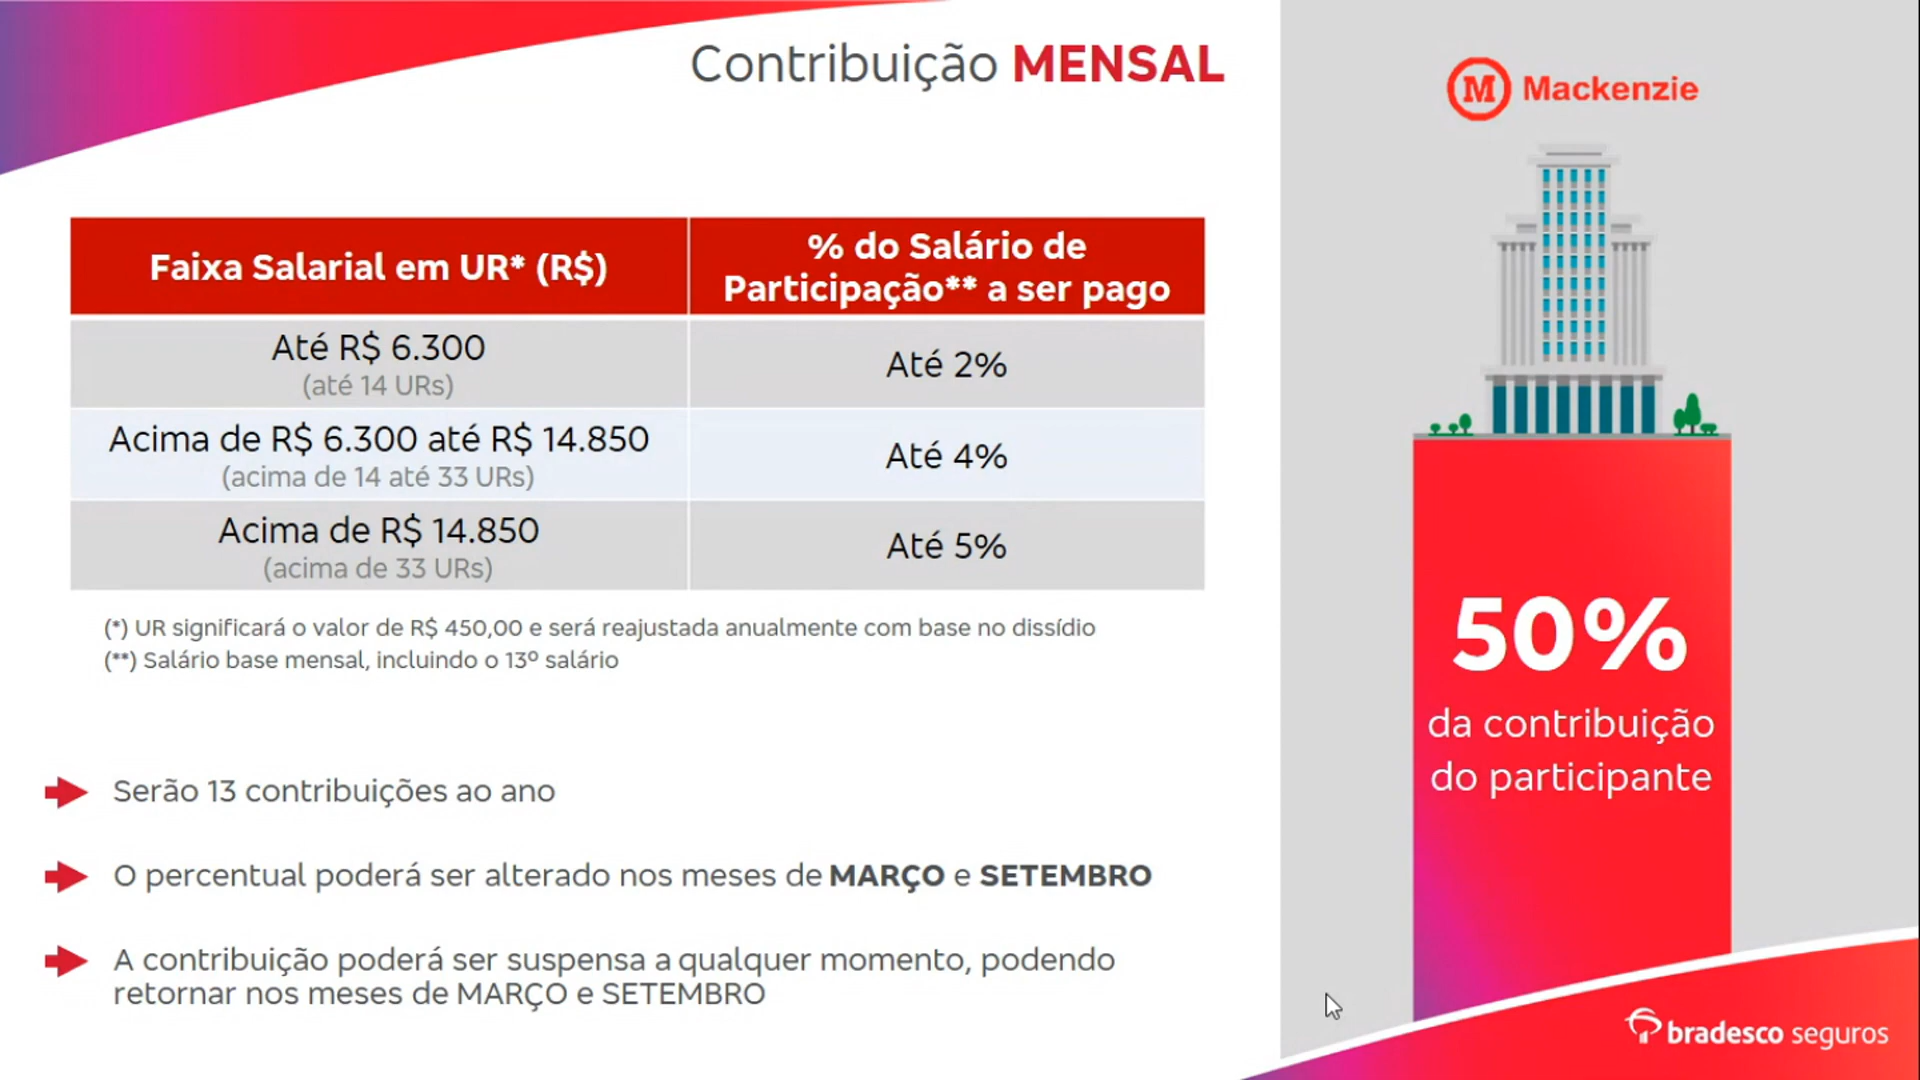 Contribuição MENSAL
Faixa Salarial em UR* (R$)
% do Salário de
Participação** a ser pago
Até R$ 6.300
(até 14 URs)
Até 2%
Acima de R$ 6.300 até R$ 14.850
(acima de 14 até 33 URs)
Até 4%
Acima de R$ 14.850
(acima de 33 URs)
Até 5%
(*) UR significará o valor de R$ 450,00 e será reajustada anualmente com base no dissídio
(**) Salário base mensal, incluindo o 13º salário
Serão 13 contribuições ao ano
O percentual poderá ser alterado nos meses de MARÇO e SETEMBRO
A contribuição poderá ser suspensa a qualquer momento, podendo
retornar nos meses de MARÇO e SETEMBRO
M Mackenzie
50%
da contribuição
do participante
bradesco seguros